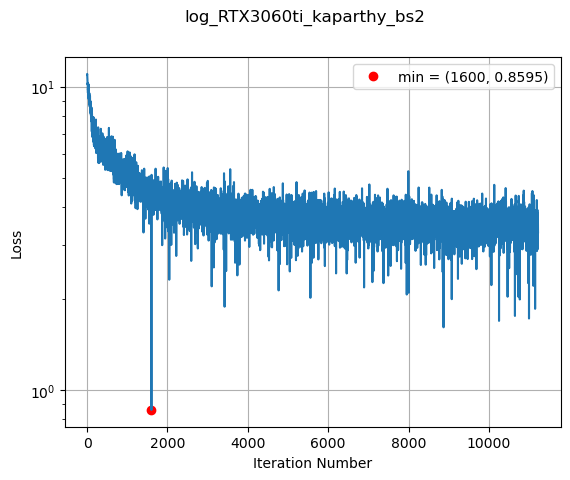 log_RTX3060ti_kaparthy_bs2
min = (1600, 0.8595)
10¹
10⁰
Loss
0 2000 4000 6000 8000 10000
Iteration Number